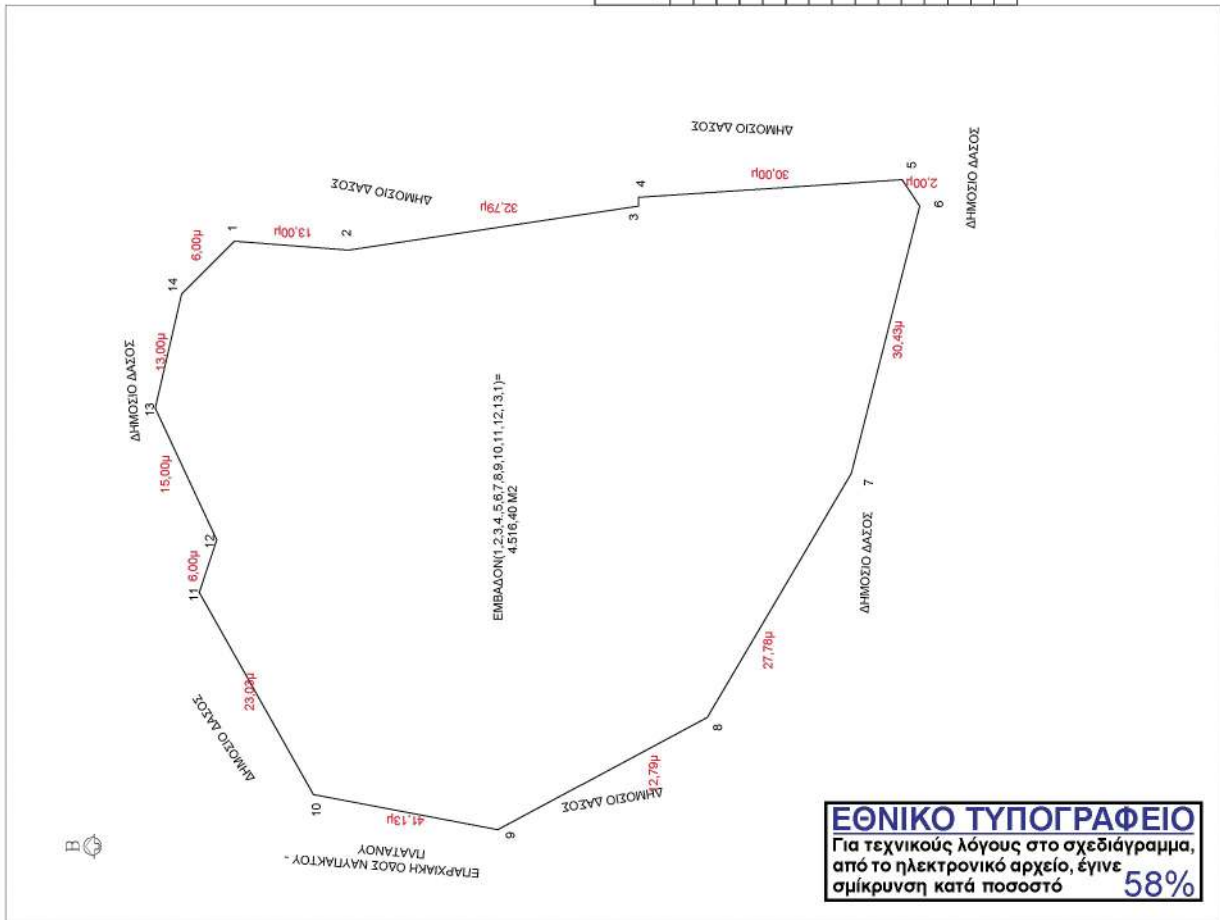 ΔΗΜΟΣΙΟ ΔΑΣΟΣ
5
2,00μ
6
ΔΗΜΟΣΙΟ ΔΑΣΟΣ
30,00μ
4
3
ΔΗΜΟΣΙΟ ΔΑΣΟΣ
32,79μ
1
13,00μ
2
6,00μ
14
ΔΗΜΟΣΙΟ ΔΑΣΟΣ
13,00μ
13
15,00μ
12
6,00μ
11
23,03μ
ΔΗΜΟΣΙΟ ΔΑΣΟΣ
10
41,13μ
9
ΕΠΑΡΧΙΑΚΗ ΟΔΟΣ ΝΑΥΠΑΚΤΟΥ -
ΠΛΑΤΑΝΟΥ
12,79μ
ΔΗΜΟΣΙΟ ΔΑΣΟΣ
8
27,78μ
ΔΗΜΟΣΙΟ ΔΑΣΟΣ
7
30,43μ
ΕΜΒΑΔΟΝ(1,2,3,4,,5,6,7,8,9,10,11,12,13,1)=
4.516,40 Μ2
Β
ΕΘΝΙΚΟ ΤΥΠΟΓΡΑΦΕΙΟ
Για τεχνικούς λόγους στο σχεδιάγραμμα,
από το ηλεκτρονικό αρχείο, έγινε
σμίκρυνση κατά ποσοστό 58%